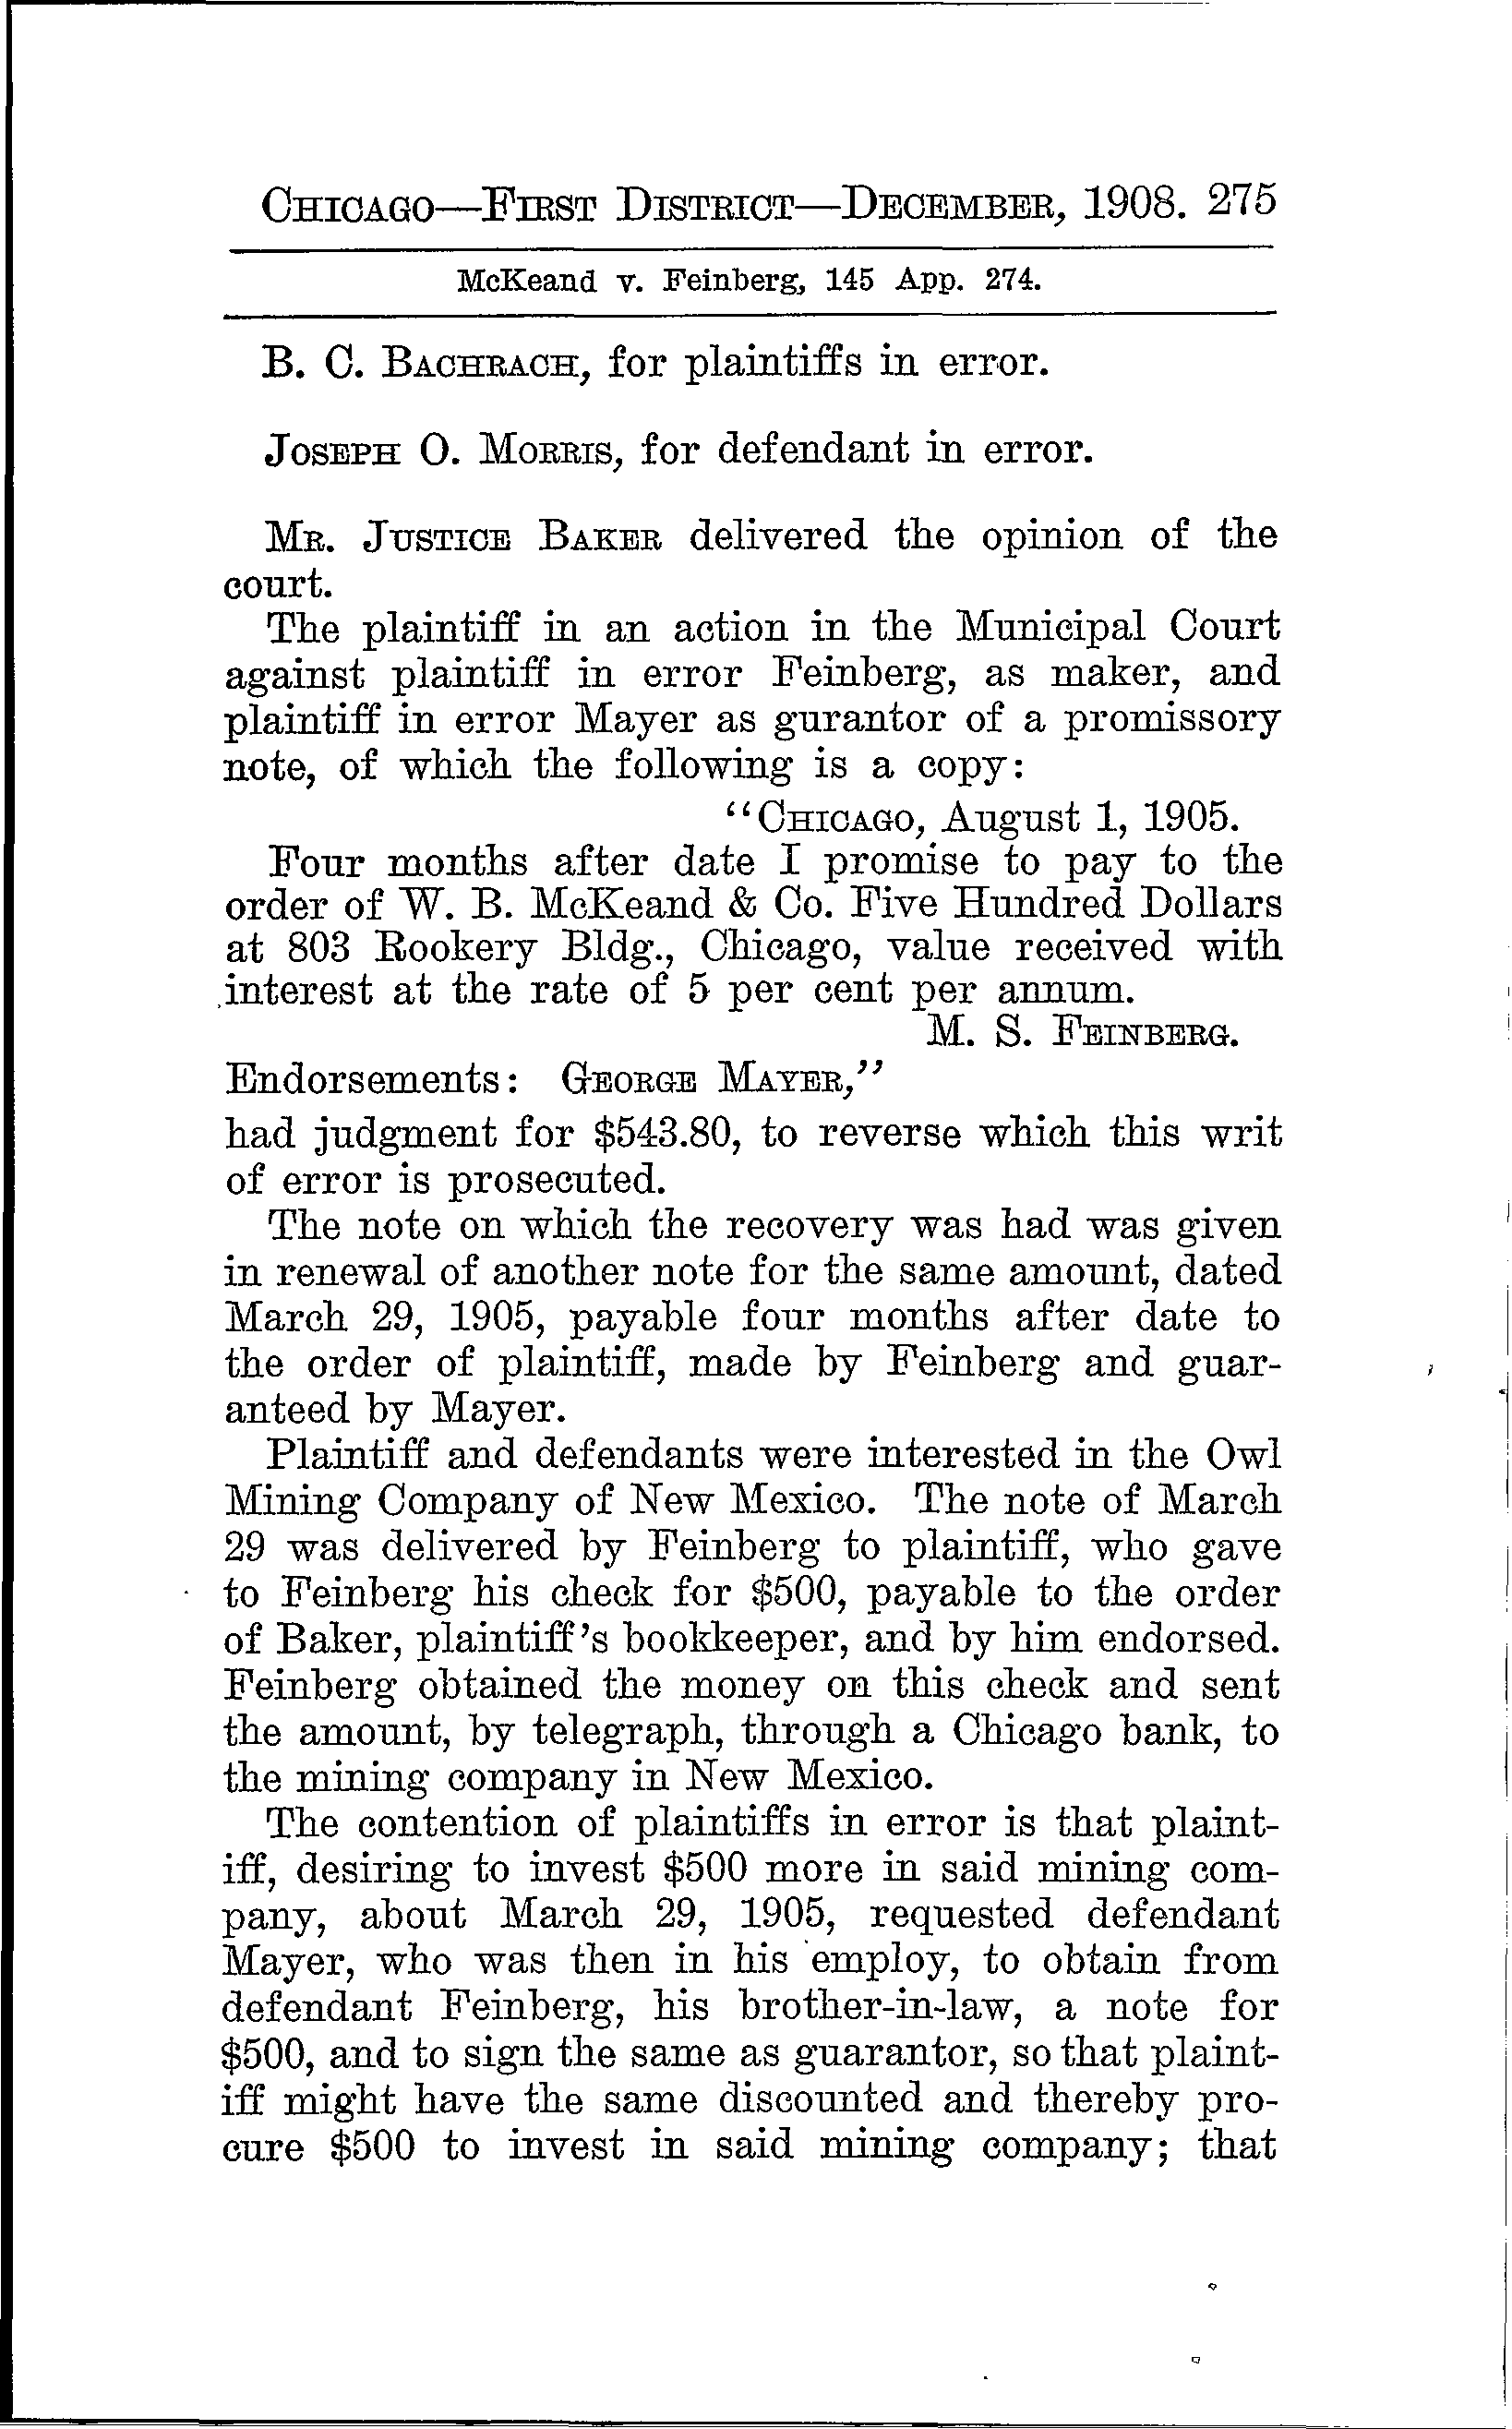 CHICAGO—FIRST DISTRICT—DECEMBER, 1908. 275
McKeand v. Feinberg, 145 App. 274.
B. C. BACHRACH, for plaintiffs in error.
JOSEPH O. MORRIS, for defendant in error.
MR. JUSTICE BAKER delivered the opinion of the
court.
The plaintiff in an action in the Municipal Court
against plaintiff in error Feinberg, as maker, and
plaintiff in error Mayer as gurantor of a promissory
note, of which the following is a copy:
"CHICAGO, August 1, 1905.
Four months after date I promise to pay to the
order of W. B. McKeand & Co. Five Hundred Dollars
at 803 Rookery Bldg., Chicago, value received with
interest at the rate of 5 per cent per annum.
M. S. FEINBERG.
Endorsements: GEORGE MAYER,"
had judgment for $543.80, to reverse which this writ
of error is prosecuted.
The note on which the recovery was had was given
in renewal of another note for the same amount, dated
March 29, 1905, payable four months after date to
the order of plaintiff, made by Feinberg and guar-
anteed by Mayer.
Plaintiff and defendants were interested in the Owl
Mining Company of New Mexico. The note of March
29 was delivered by Feinberg to plaintiff, who gave
to Feinberg his check for $500, payable to the order
of Baker, plaintiff's bookkeeper, and by him endorsed.
Feinberg obtained the money on this check and sent
the amount, by telegraph, through a Chicago bank, to
the mining company in New Mexico.
The contention of plaintiffs in error is that plaint-
iff, desiring to invest $500 more in said mining com-
pany, about March 29, 1905, requested defendant
Mayer, who was then in his employ, to obtain from
defendant Feinberg, his brother-in-law, a note for
$500, and to sign the same as guarantor, so that plaint-
iff might have the same discounted and thereby pro-
cure $500 to invest in said mining company; that